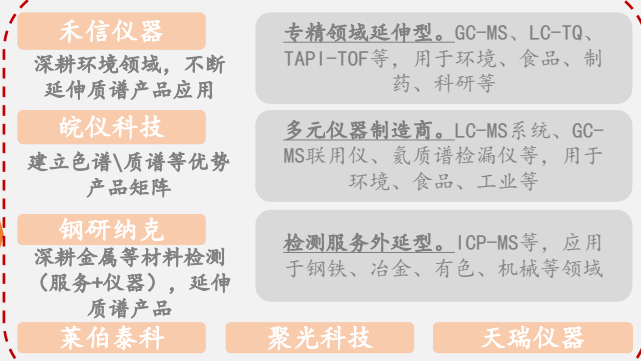 禾信仪器
深耕环境领域，不断
延伸质谱产品应用
专精领域延伸型。GC-MS、LC-TQ、
TAPI-TOF等，用于环境、食品、制
药、科研等
皖仪科技
建立色谱\质谱等优势
产品矩阵
多元仪器制造商。LC-MS系统、GC-
MS联用仪、氦质谱检漏仪等，用于
环境、食品、工业等
钢研纳克
深耕金属等材料检测
（服务+仪器），延伸
质谱产品
检测服务外延型。ICP-MS等，应用
于钢铁、冶金、有色、机械等领域
莱伯泰科
聚光科技
天瑞仪器